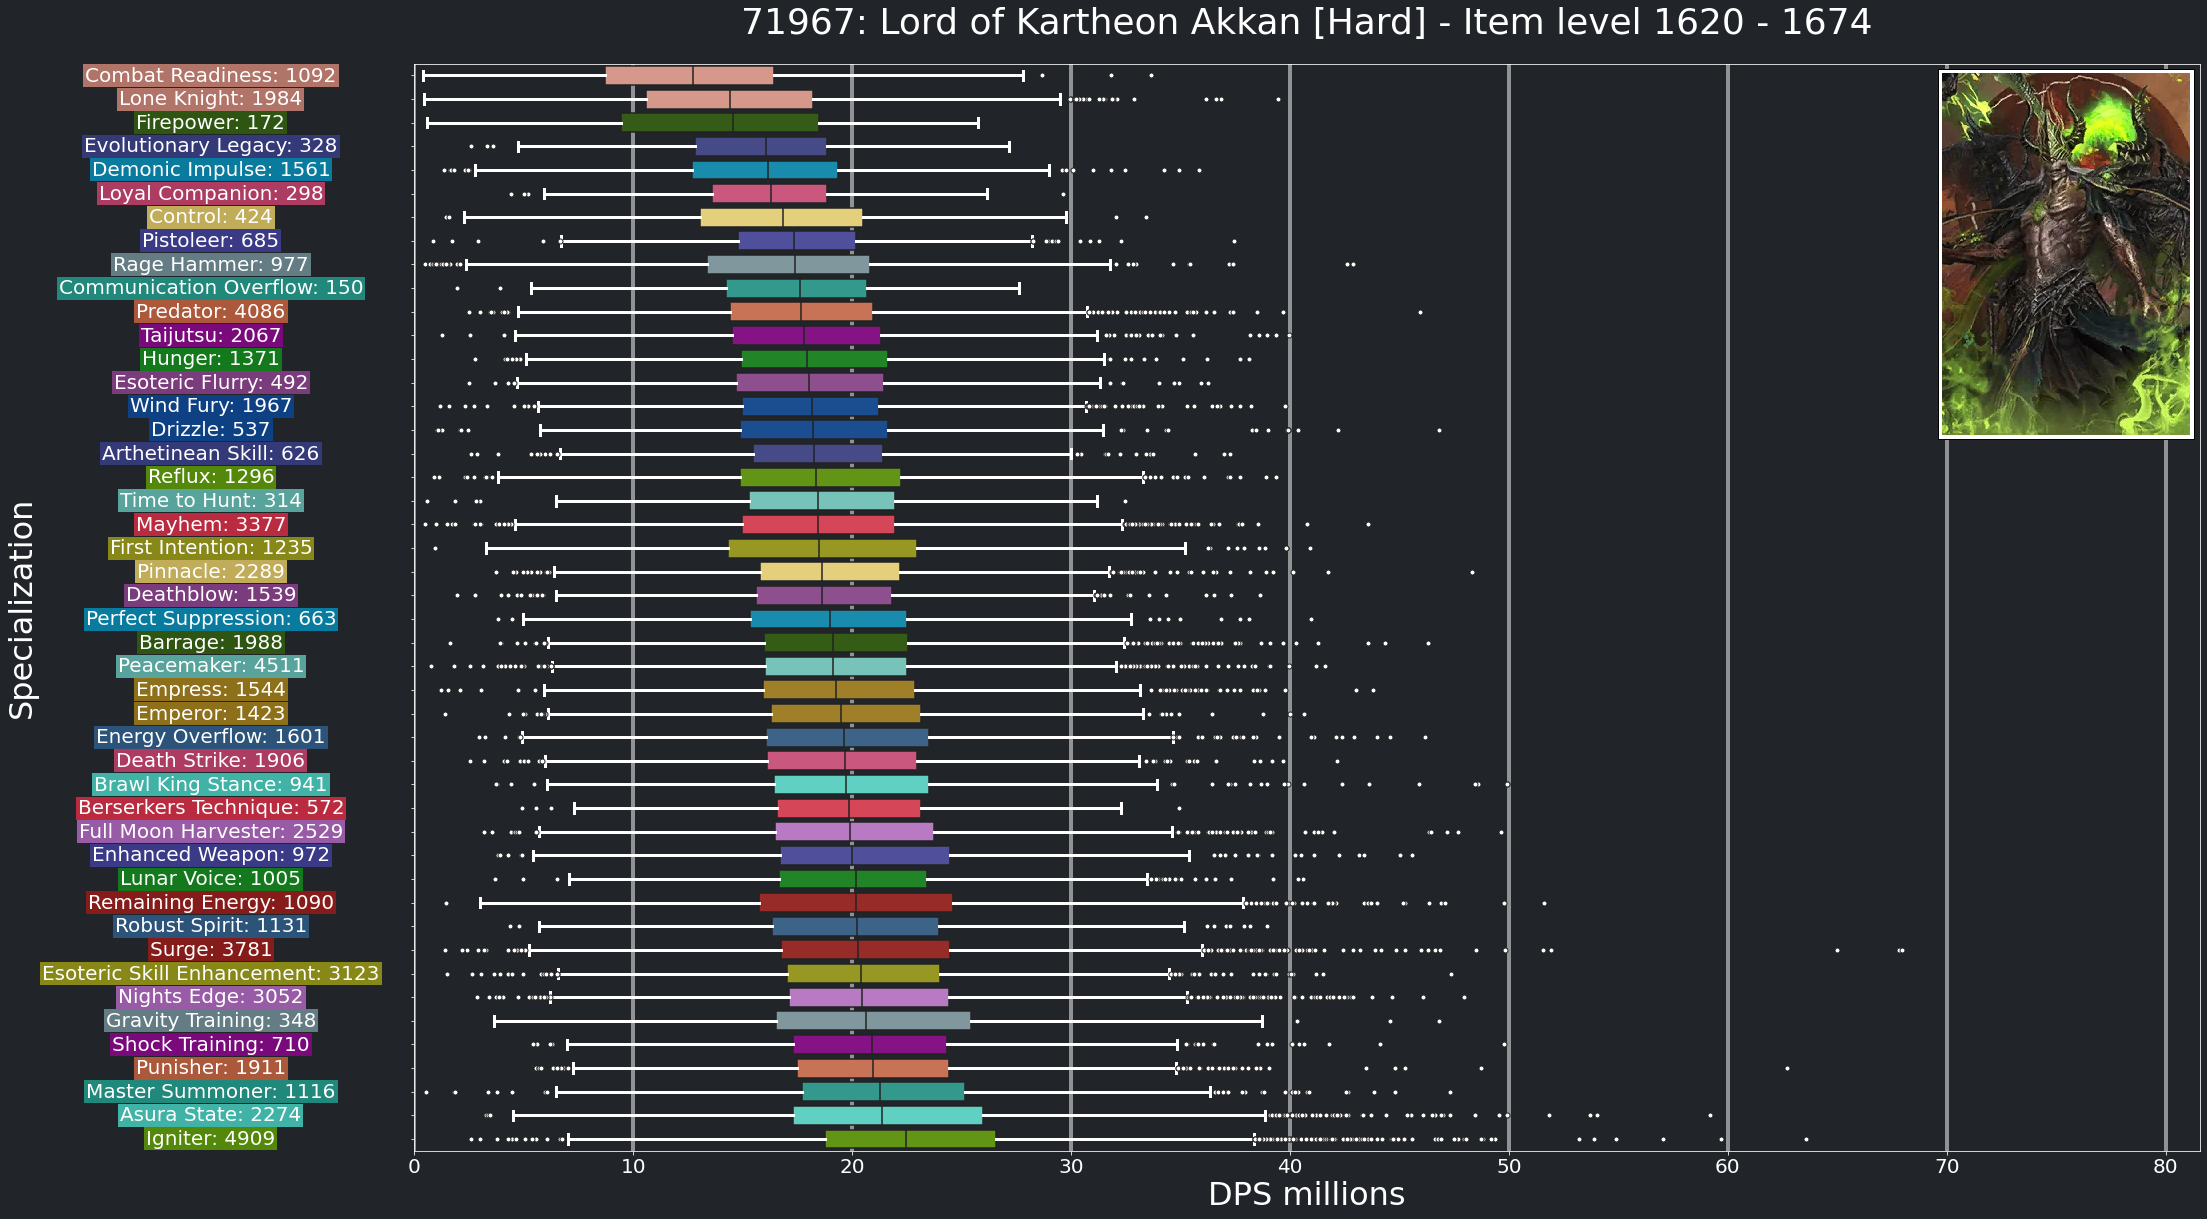 71967: Lord of Kartheon Akkan [Hard] - Item level 1620 - 1674
Specialization
Combat Readiness: 1092
Lone Knight: 1984
Firepower: 172
Evolutionary Legacy: 328
Demonic Impulse: 1561
Loyal Companion: 298
Control: 424
Pistoleer: 685
Rage Hammer: 977
Communication Overflow: 150
Predator: 4086
Taijutsu: 2067
Hunger: 1371
Esoteric Flurry: 492
Wind Fury: 1967
Drizzle: 537
Arthetinean Skill: 626
Reflux: 1296
Time to Hunt: 314
Mayhem: 3377
First Intention: 1235
Pinnacle: 2289
Deathblow: 1539
Perfect Suppression: 663
Barrage: 1988
Peacemaker: 4511
Empress: 1544
Emperor: 1423
Energy Overflow: 1601
Death Strike: 1906
Brawl King Stance: 941
Berserkers Technique: 572
Full Moon Harvester: 2529
Enhanced Weapon: 972
Lunar Voice: 1005
Remaining Energy: 1090
Robust Spirit: 1131
Surge: 3781
Esoteric Skill Enhancement: 3123
Nights Edge: 3052
Gravity Training: 348
Shock Training: 710
Punisher: 1911
Master Summoner: 1116
Asura State: 2274
Igniter: 4909
0 10 20 30 40 50 60 70 80
DPS millions